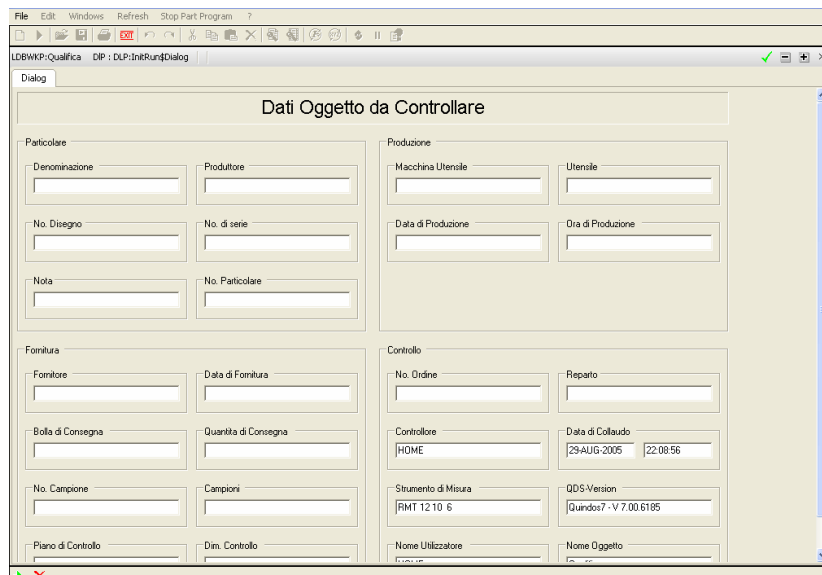 File Edit Windows Refresh Stop Part Program ?
EXIT
LDBWKP:Qualifica DIP : DLP:InitRun$Dialog
Dialog
Dati Oggetto da Controllare
Particolare Produzione
Denominazione Produttore Macchina Utensile Utensile
No. Disegno No. di serie Data di Produzione Ora di Produzione
Nota No. Particolare
Fornitura Controllo
Fornitore Data di Fornitura No. Ordine Reparto
Bolla di Consegna Quantita di Consegna Controllore Data di Collaudo
HOME 29-AUG-2005 22:08:56
No. Campione Campioni Strumento di Misura QDS-Version
RMT 12 10 6 Quindos7 - V 7.00.6185
Piano di Controllo Dim. Controllo Nome Utilizzatore Nome Oggetto